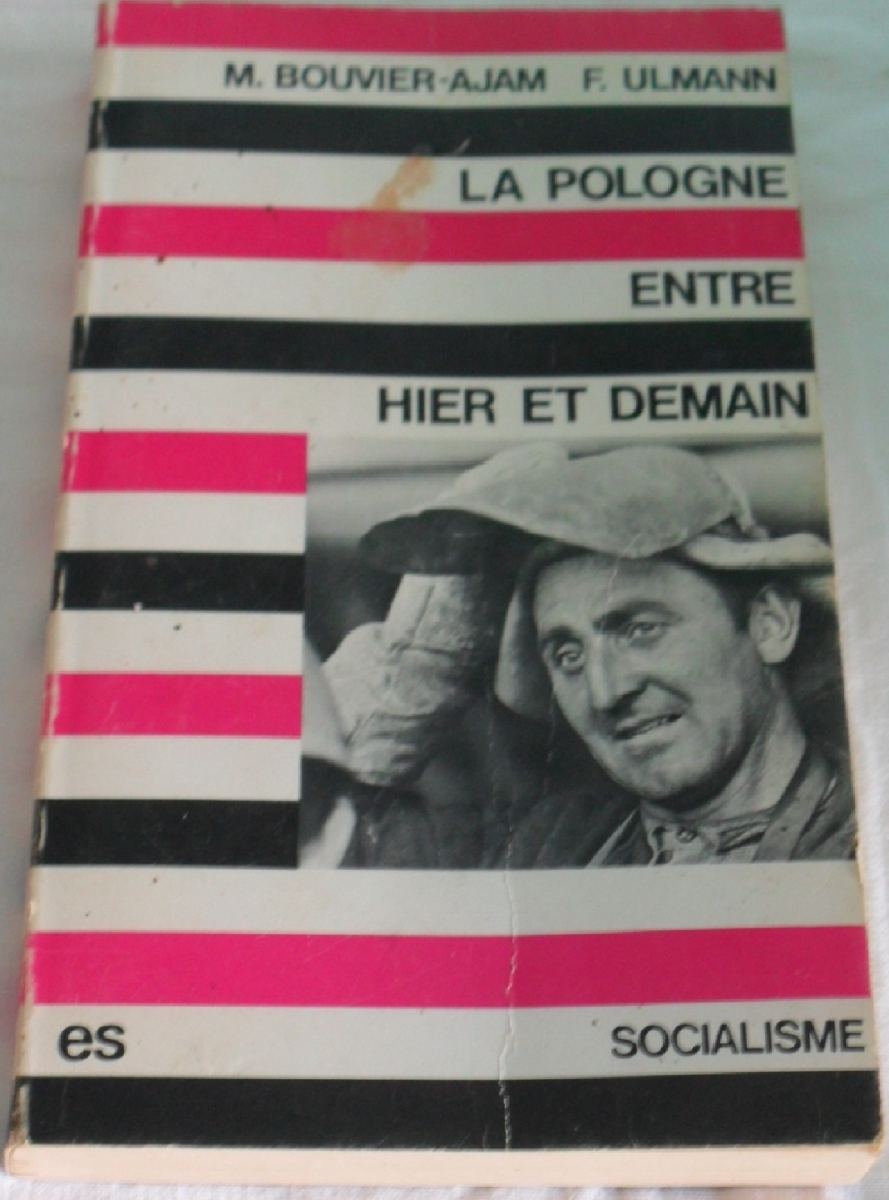 M. BOUVIER-AJAM F. ULMANN
LA POLOGNE
ENTRE
HIER ET DEMAIN
es SOCIALISME